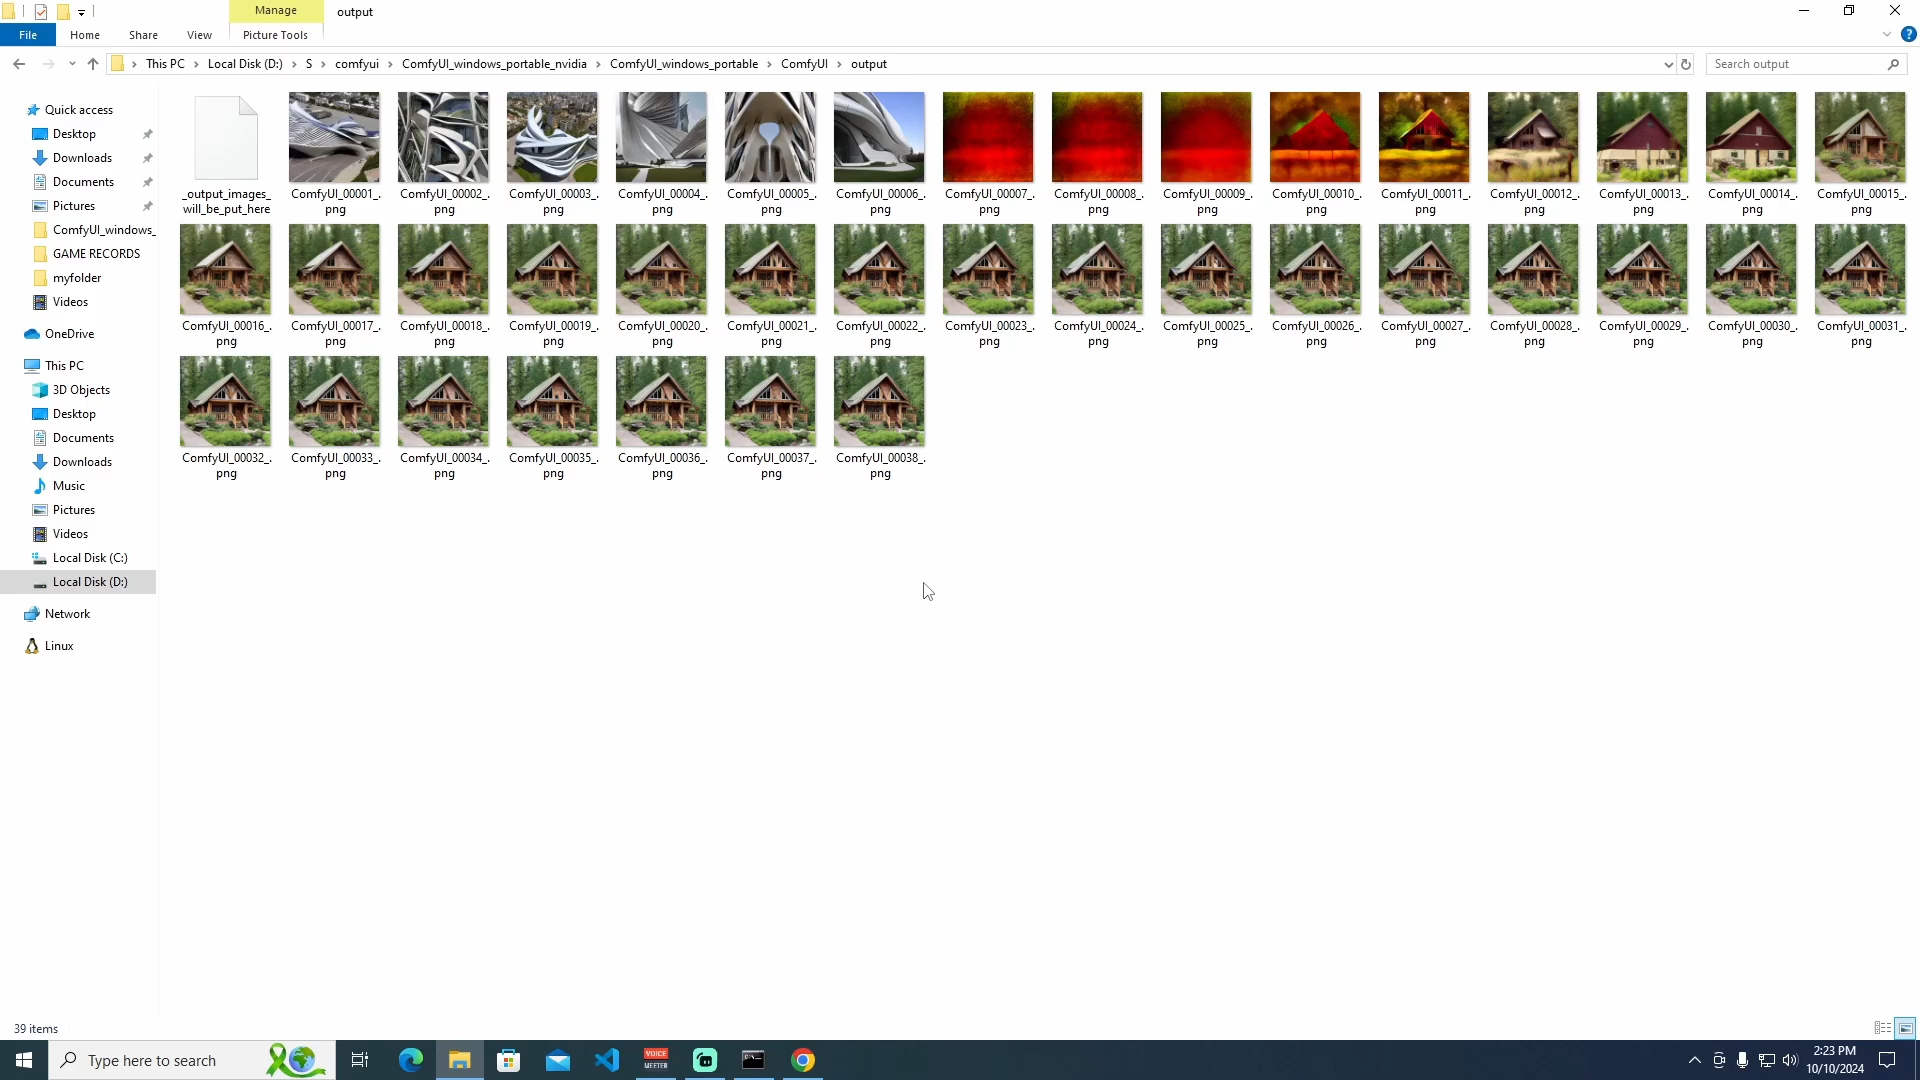 Manage
output
File
Home
Share
View
Picture Tools
This PC
Local Disk (D:)
S
comfyui
ComfyUI_windows_portable_nvidia
ComfyUI_windows_portable
ComfyUI
output
Search output
Quick access
Desktop
Downloads
Documents
Pictures
ComfyUI_windows_
GAME RECORDS
myfolder
Videos
OneDrive
This PC
3D Objects
Desktop
Documents
Downloads
Music
Pictures
Videos
Local Disk (C:)
Local Disk (D:)
Network
Linux
_output_images_
will_be_put_here
ComfyUI_00001_.
png
ComfyUI_00002_.
png
ComfyUI_00003_.
png
ComfyUI_00004_.
png
ComfyUI_00005_.
png
ComfyUI_00006_.
png
ComfyUI_00007_.
png
ComfyUI_00008_.
png
ComfyUI_00009_.
png
ComfyUI_00010_.
png
ComfyUI_00011_.
png
ComfyUI_00012_.
png
ComfyUI_00013_.
png
ComfyUI_00014_.
png
ComfyUI_00015_.
png
ComfyUI_00016_.
png
ComfyUI_00017_.
png
ComfyUI_00018_.
png
ComfyUI_00019_.
png
ComfyUI_00020_.
png
ComfyUI_00021_.
png
ComfyUI_00022_.
png
ComfyUI_00023_.
png
ComfyUI_00024_.
png
ComfyUI_00025_.
png
ComfyUI_00026_.
png
ComfyUI_00027_.
png
ComfyUI_00028_.
png
ComfyUI_00029_.
png
ComfyUI_00030_.
png
ComfyUI_00031_.
png
ComfyUI_00032_.
png
ComfyUI_00033_.
png
ComfyUI_00034_.
png
ComfyUI_00035_.
png
ComfyUI_00036_.
png
ComfyUI_00037_.
png
ComfyUI_00038_.
png
39 items
Type here to search
VOICE
MEETER
2:23 PM
10/10/2024